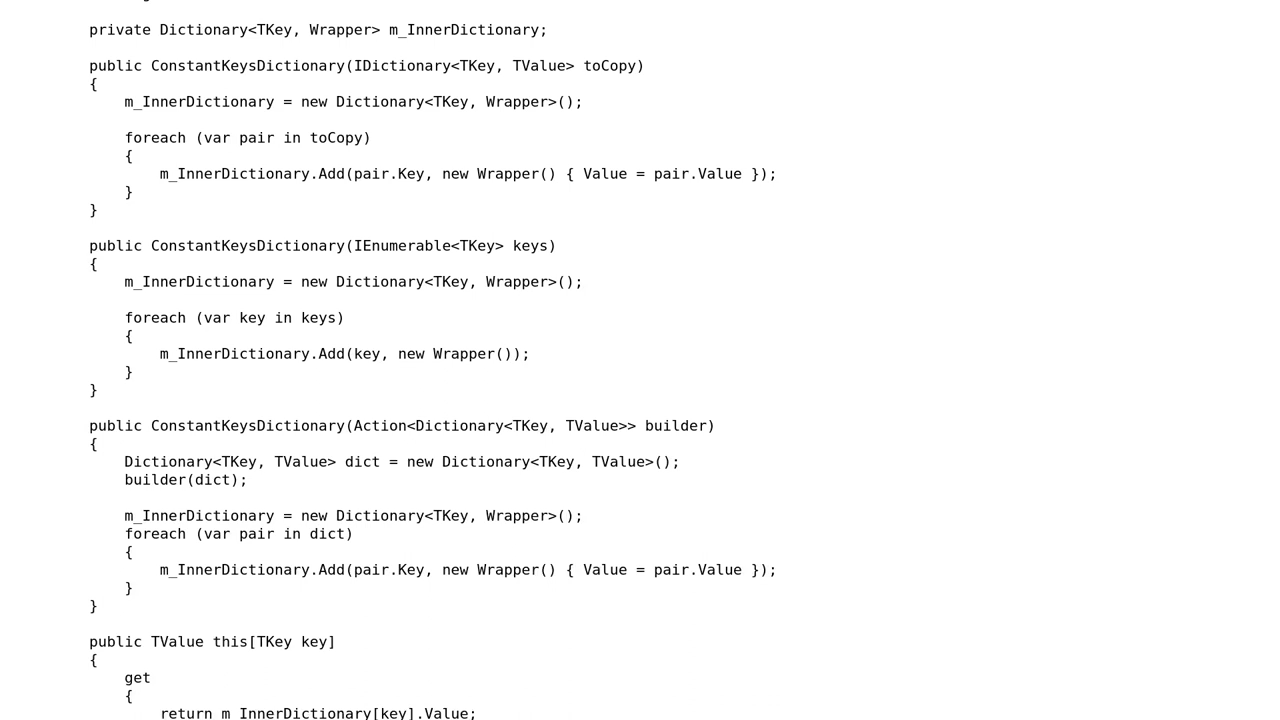 private Dictionary<TKey, Wrapper> m_InnerDictionary;
public ConstantKeysDictionary(IDictionary<TKey, TValue> toCopy)
{
m_InnerDictionary = new Dictionary<TKey, Wrapper>();
foreach (var pair in toCopy)
{
m_InnerDictionary.Add(pair.Key, new Wrapper() { Value = pair.Value });
}
}
public ConstantKeysDictionary(IEnumerable<TKey> keys)
{
m_InnerDictionary = new Dictionary<TKey, Wrapper>();
foreach (var key in keys)
{
m_InnerDictionary.Add(key, new Wrapper());
}
}
public ConstantKeysDictionary(Action<Dictionary<TKey, TValue>> builder)
{
Dictionary<TKey, TValue> dict = new Dictionary<TKey, TValue>();
builder(dict);
m_InnerDictionary = new Dictionary<TKey, Wrapper>();
foreach (var pair in dict)
{
m_InnerDictionary.Add(pair.Key, new Wrapper() { Value = pair.Value });
}
}
public TValue this[TKey key]
{
get
{
return m_InnerDictionary[key].Value;